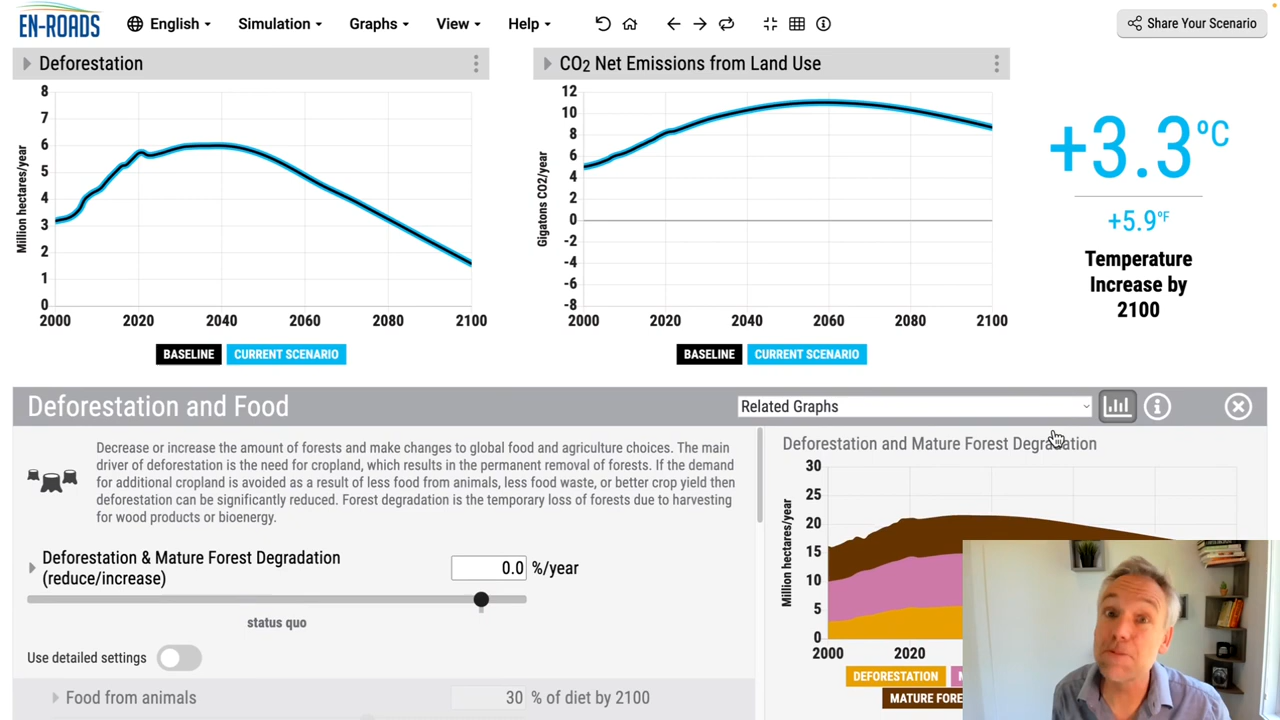 EN-ROADS
English
Simulation
Graphs
View
Help
Share Your Scenario
Deforestation
8
7
6
5
4
3
2
1
0
Million hectares/year
2000 2020 2040 2060 2080 2100
BASELINE CURRENT SCENARIO
CO2 Net Emissions from Land Use
12
10
8
6
4
2
0
-2
-4
-6
-8
Gigatons CO2/year
2000 2020 2040 2060 2080 2100
BASELINE CURRENT SCENARIO
+3.3 ºC
+5.9ºF
Temperature
Increase by
2100
Deforestation and Food
Related Graphs
Decrease or increase the amount of forests and make changes to global food and agriculture choices. The main
driver of deforestation is the need for cropland, which results in the permanent removal of forests. If the demand
for additional cropland is avoided as a result of less food from animals, less food waste, or better crop yield then
deforestation can be significantly reduced. Forest degradation is the temporary loss of forests due to harvesting
for wood products or bioenergy.
Deforestation & Mature Forest Degradation
(reduce/increase)
0.0 %/year
status quo
Use detailed settings
Food from animals
30 % of diet by 2100
Deforestation and Mature Forest Degradation
30
25
20
15
10
5
0
Million hectares/year
2000 2020
DEFORESTATION
MATURE FORE